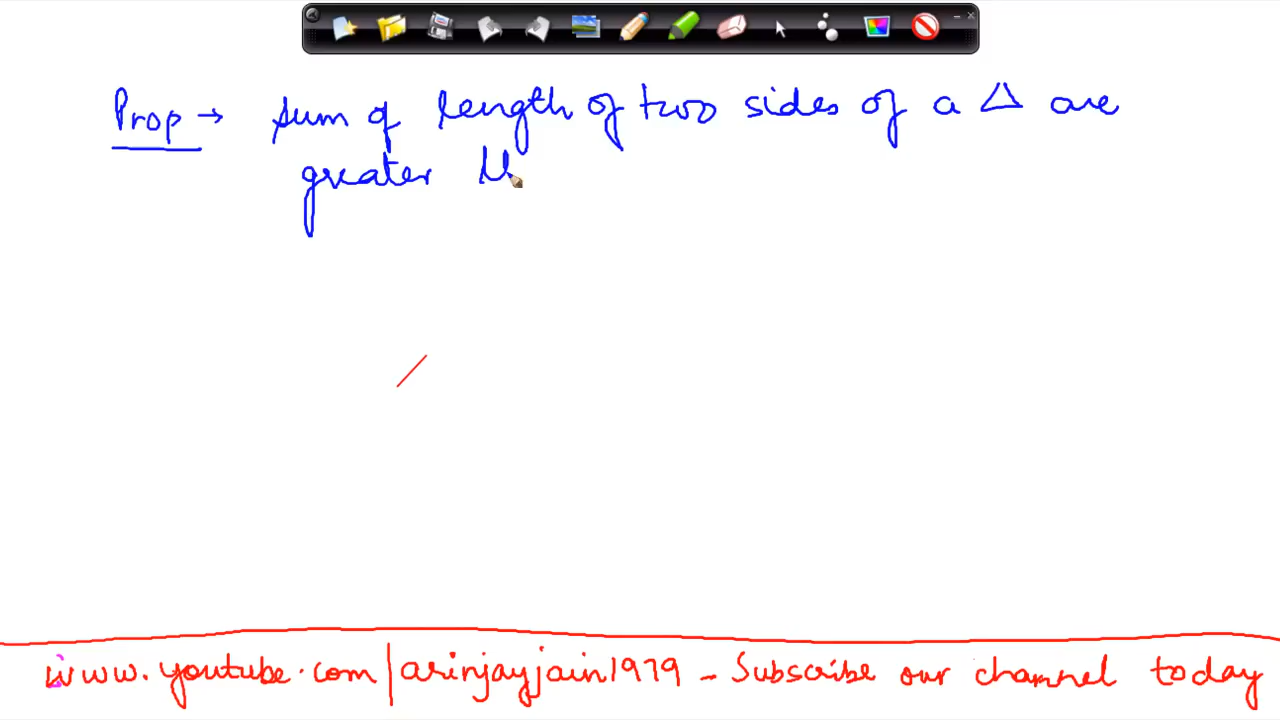 Prop → Sum of length of two sides of a Δ are
greater
www.youtube.com/arinjayjain1979 - Subscribe our channel today